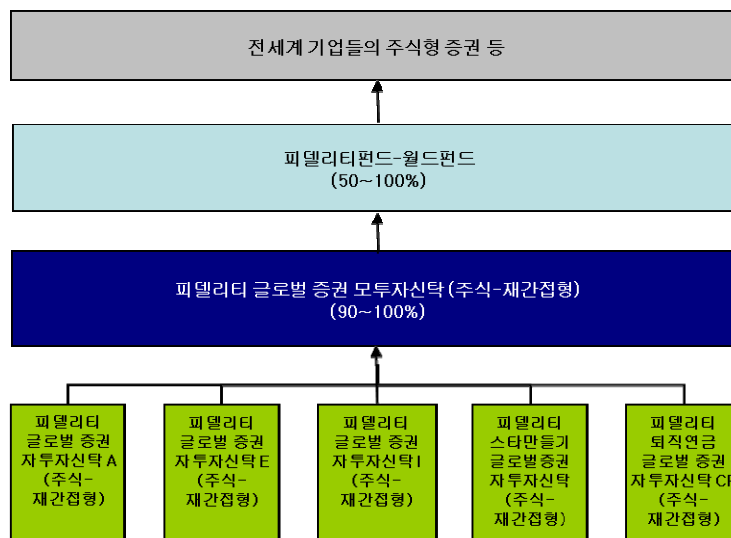 전세계 기업들의 주식형 증권 등
피델리티펀드-월드펀드
(50~100%)
피델리티 글로벌 증권 모투자신탁(주식-재간접형)
(90~100%)
피델리티
글로벌 증권
자투자신탁 A
(주식-
재간접형)
피델리티
글로벌 증권
자투자신탁 E
(주식-
재간접형)
피델리티
글로벌 증권
자투자신탁 I
(주식-
재간접형)
피델리티
스타만들기
글로벌증권
자투자신탁
(주식-
재간접형)
피델리티
퇴직연금
글로벌 증권
자투자신탁
(주식-
재간접형)